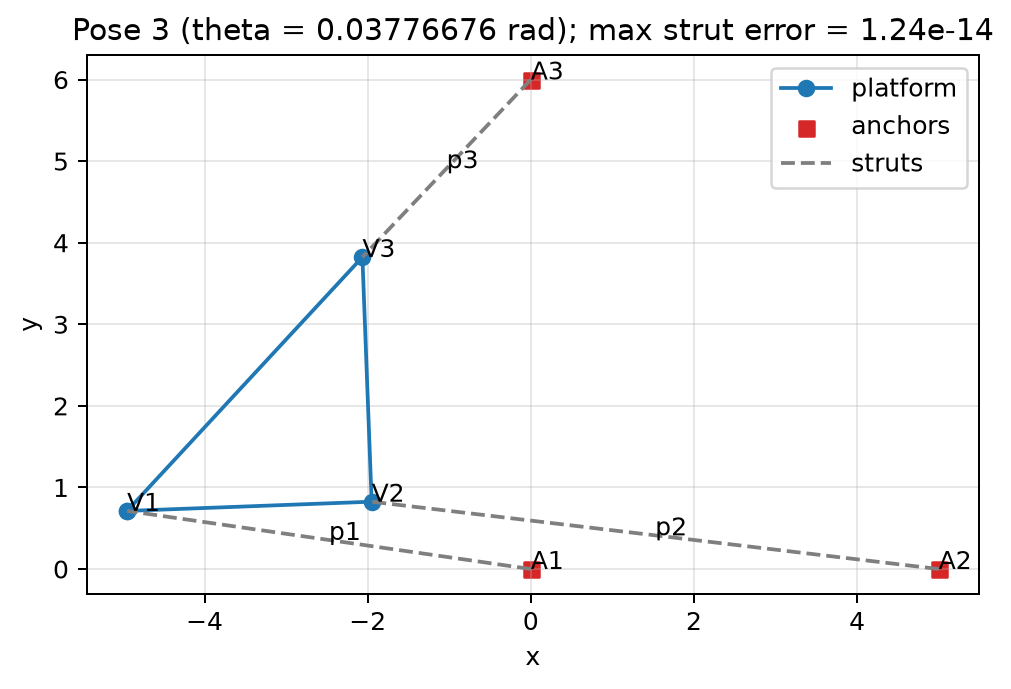 Pose 3 (theta = 0.03776676 rad); max strut error = 1.24e-14
platform
anchors
struts
A3
p3
V3
V1
V2
p1
p2
A1
A2
6
5
4
3
2
1
0
y
−4
−2
0
2
4
x